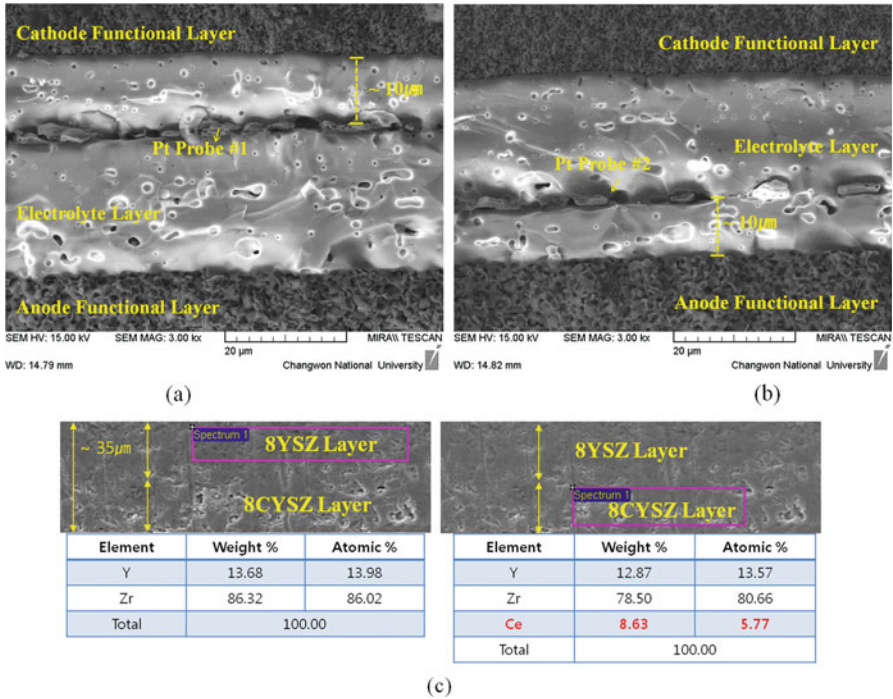 Cathode Functional Layer
~ 10㎛
Pt Probe #1
Electrolyte Layer
Anode Functional Layer
SEM HV: 15.00 kV SEM MAG: 3.00 kx MIRA\\ TESCAN
20 µm
WD: 14.79 mm Changwon National University
(a)
Cathode Functional Layer
Electrolyte Layer
Pt Probe #2
~ 10㎛
Anode Functional Layer
SEM HV: 15.00 kV SEM MAG: 3.00 kx MIRA\\ TESCAN
20 µm
WD: 14.82 mm Changwon National University
(b)
Spectrum 1
8YSZ Layer
~ 35㎛
8CYSZ Layer
Element Weight % Atomic %
Y 13.68 13.98
Zr 86.32 86.02
Total 100.00
8YSZ Layer
Spectrum 1
8CYSZ Layer
Element Weight % Atomic %
Y 12.87 13.57
Zr 78.50 80.66
Ce 8.63 5.77
Total 100.00
(c)